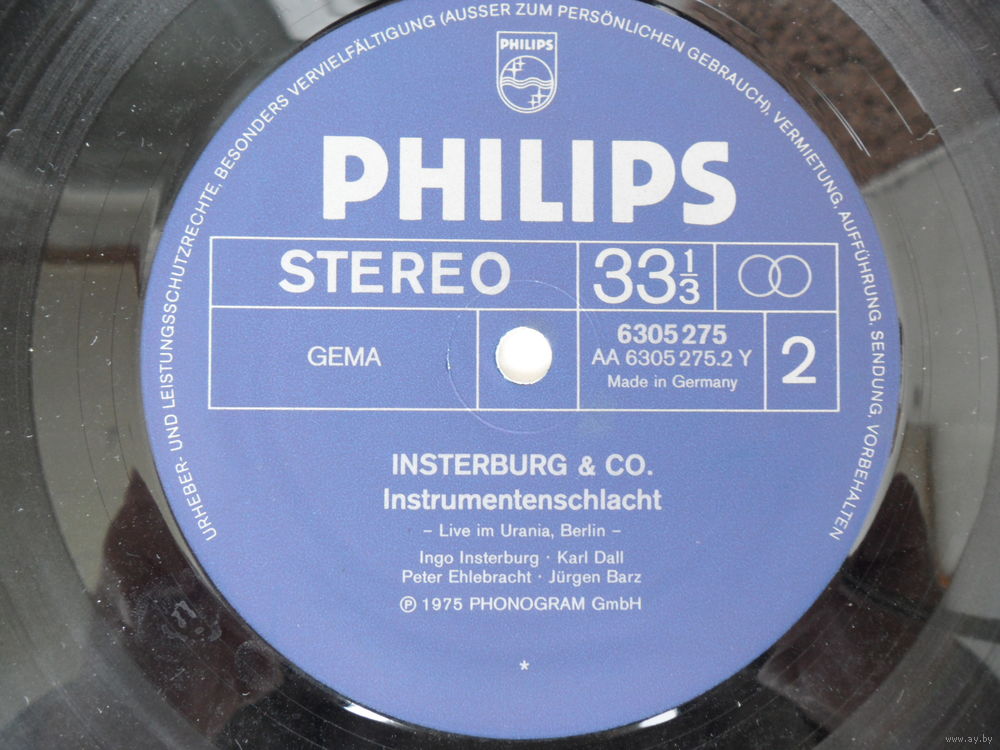 URHEBER- UND LEISTUNGSSCHUTZRECHTE, BESONDERS VERVIELFÄLTIGUNG (AUSSER ZUM PERSÖNLICHEN GEBRAUCH), VERMIETUNG, AUFFÜHRUNG, SENDUNG, VORBEHALTEN
PHILIPS
PHILIPS
STEREO
33 1/3
GEMA
6305 275
AA 6305 275.2 Y
Made in Germany
2
INSTERBURG & CO.
Instrumentenschlacht
– Live im Urania, Berlin –
Ingo Insterburg · Karl Dall
Peter Ehlebracht · Jürgen Barz
℗ 1975 PHONOGRAM GmbH
*
www.ay.by